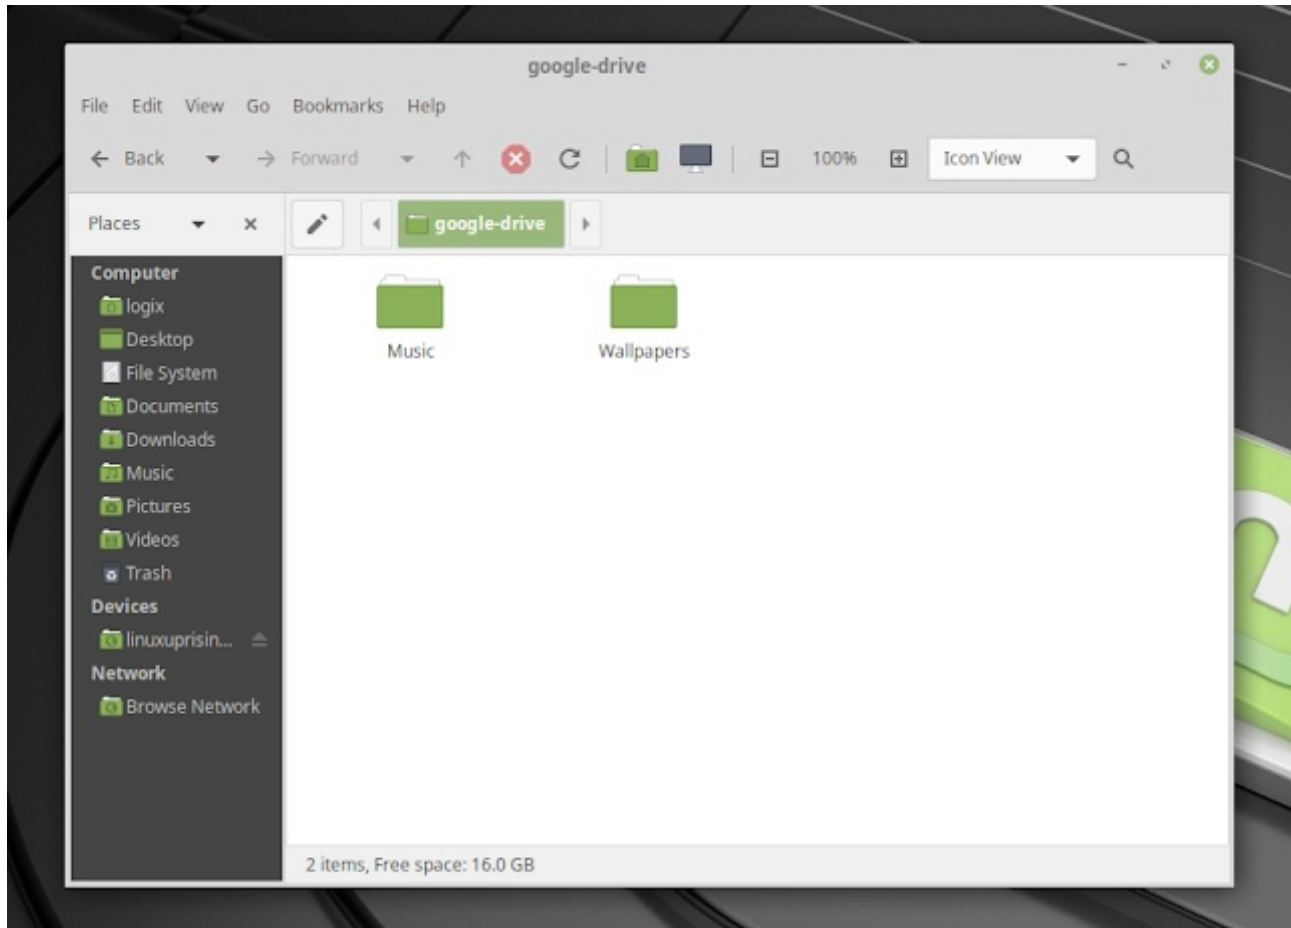 google-drive
File Edit View Go Bookmarks Help
Back Forward 100% Icon View
Places google-drive
Computer
logix
Desktop
File System
Documents
Downloads
Music
Pictures
Videos
Trash
Devices
linuxuprisin...
Network
Browse Network
Music Wallpapers
2 items, Free space: 16.0 GB